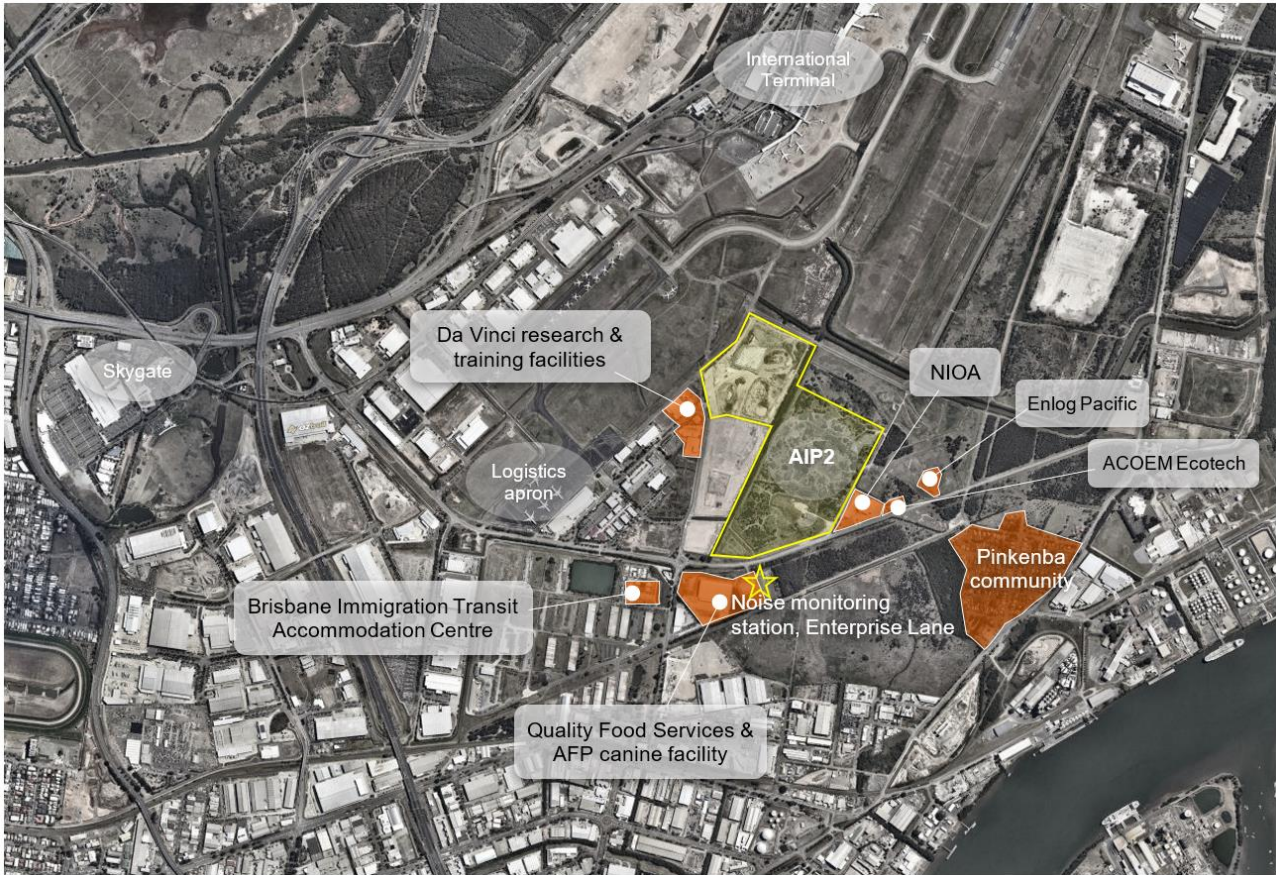 International
Terminal
Da Vinci research &
training facilities
Skygate
NIOA
Enlog Pacific
AIP2
ACOEM Ecotech
Logistics
apron
Pinkenba
community
Brisbane Immigration Transit
Accommodation Centre
Noise monitoring
station, Enterprise Lane
Quality Food Services &
AFP canine facility